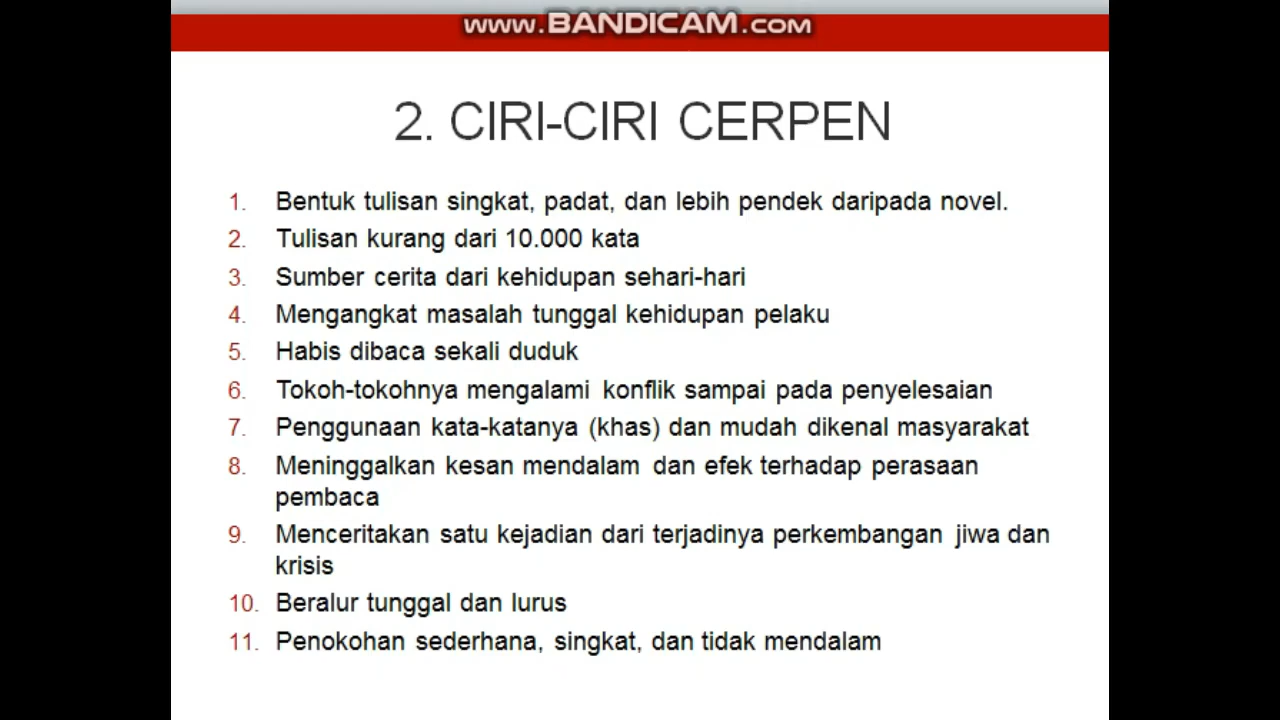 www.BANDICAM.com
2. CIRI-CIRI CERPEN
1. Bentuk tulisan singkat, padat, dan lebih pendek daripada novel.
2. Tulisan kurang dari 10.000 kata
3. Sumber cerita dari kehidupan sehari-hari
4. Mengangkat masalah tunggal kehidupan pelaku
5. Habis dibaca sekali duduk
6. Tokoh-tokohnya mengalami konflik sampai pada penyelesaian
7. Penggunaan kata-katanya (khas) dan mudah dikenal masyarakat
8. Meninggalkan kesan mendalam dan efek terhadap perasaan
pembaca
9. Menceritakan satu kejadian dari terjadinya perkembangan jiwa dan
krisis
10. Beralur tunggal dan lurus
11. Penokohan sederhana, singkat, dan tidak mendalam